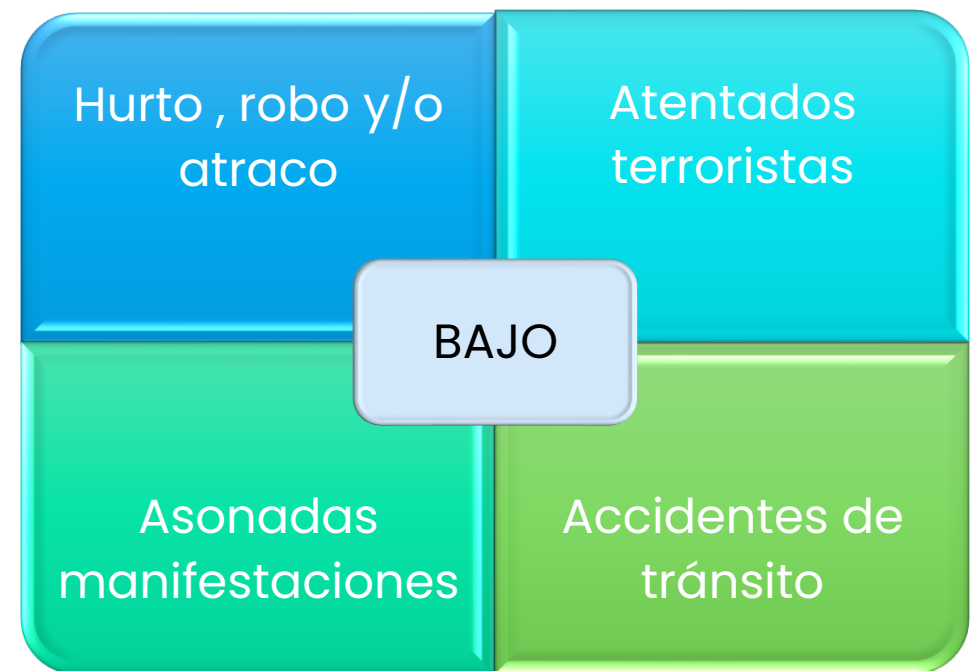 Hurto , robo y/o
atraco
Atentados
terroristas
BAJO
Asonadas
manifestaciones
Accidentes de
tránsito